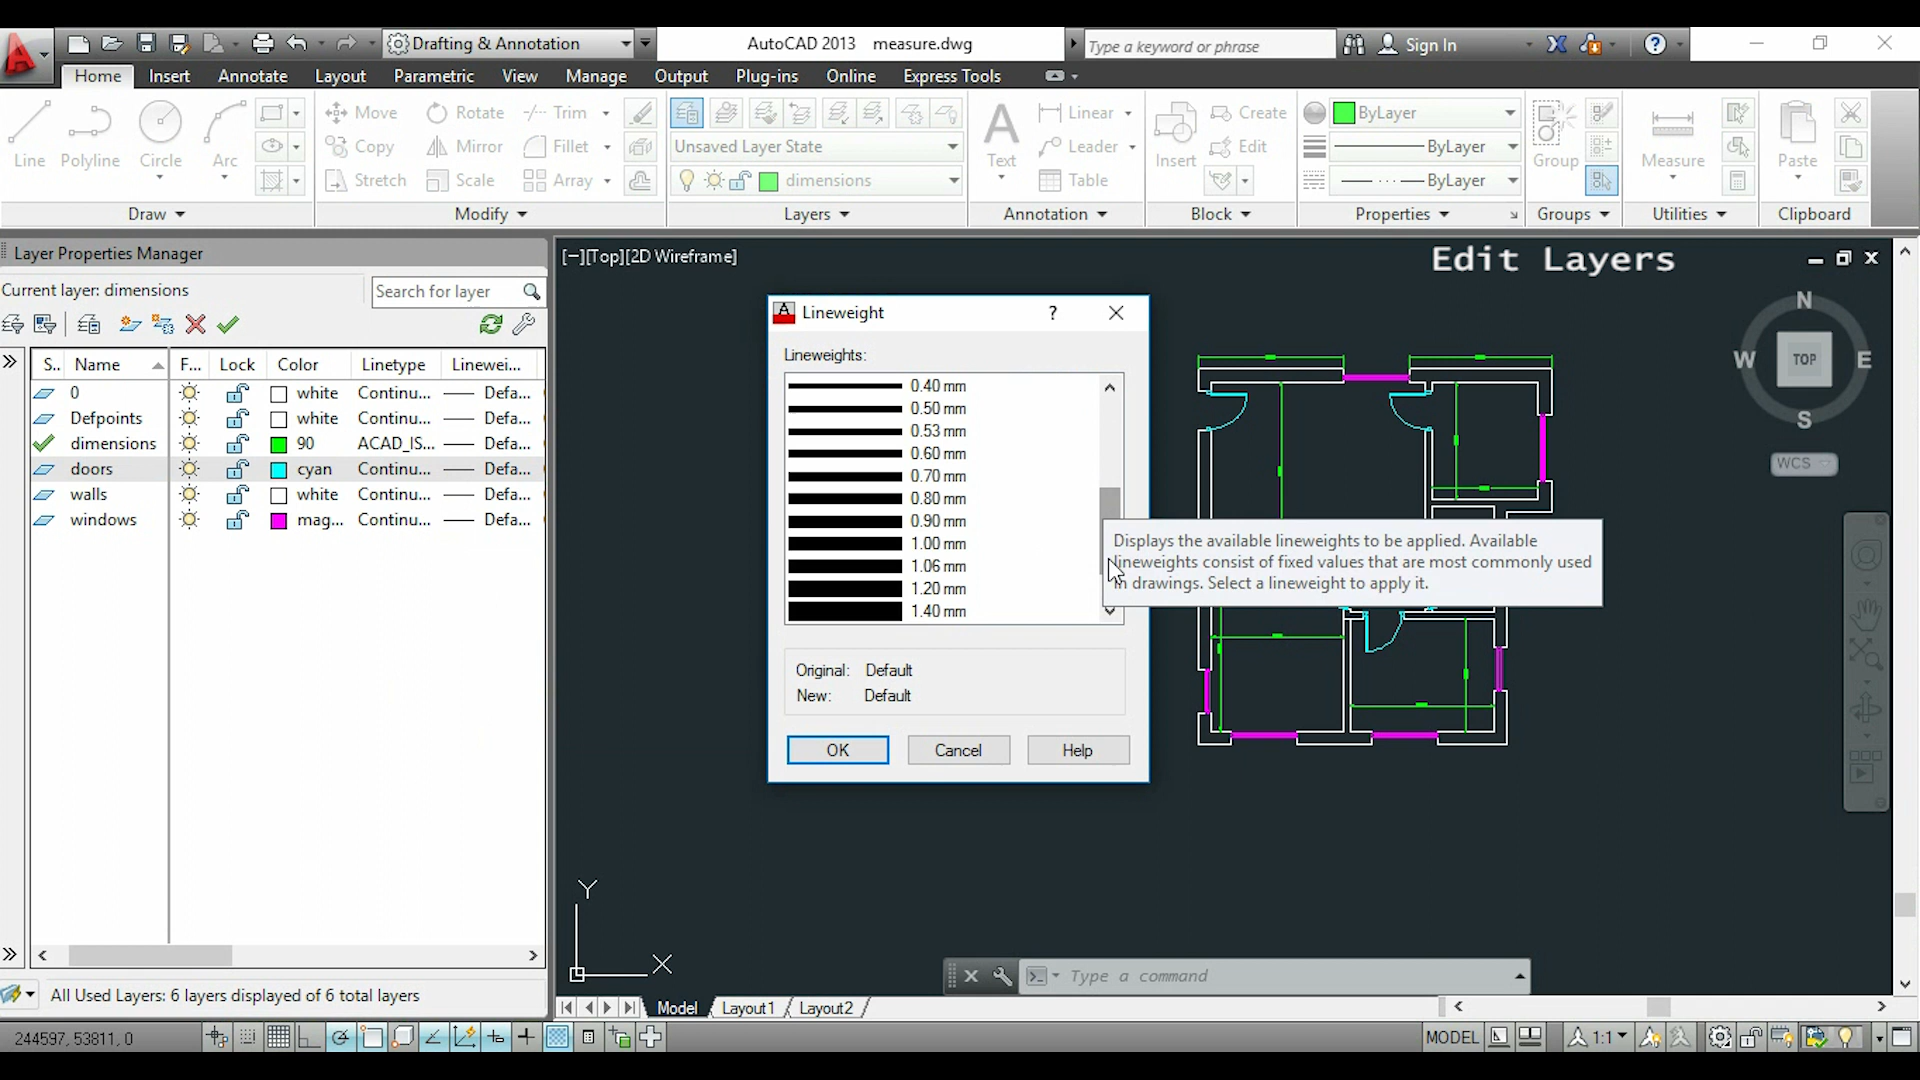 Drafting & Annotation
AutoCAD 2013 measure.dwg
Type a keyword or phrase
Sign In
Home Insert Annotate Layout Parametric View Manage Output Plug-ins Online Express Tools
Line Polyline Circle Arc
Move Rotate Trim
Copy Mirror Fillet
Stretch Scale Array
Unsaved Layer State
dimensions
Text
Linear
Leader
Table
Insert
Create
Edit
ByLayer
ByLayer
ByLayer
Group
Measure
Paste
Draw Modify Layers Annotation Block Properties Groups Utilities Clipboard
Layer Properties Manager
Current layer: dimensions
Search for layer
S.. Name F... Lock Color Linetype Linewei...
0 white Continu... Defa...
Defpoints white Continu... Defa...
dimensions 90 ACAD_IS... Defa...
doors cyan Continu... Defa...
walls white Continu... Defa...
windows mag... Continu... Defa...
All Used Layers: 6 layers displayed of 6 total layers
[−][Top][2D Wireframe]
Edit Layers
N
W TOP E
S
WCS
Lineweight
?
Lineweights:
0.40 mm
0.50 mm
0.53 mm
0.60 mm
0.70 mm
0.80 mm
0.90 mm
1.00 mm
1.06 mm
1.20 mm
1.40 mm
Displays the available lineweights to be applied. Available
lineweights consist of fixed values that are most commonly used
in drawings. Select a lineweight to apply it.
Original: Default
New: Default
OK Cancel Help
Y
X
Type a command
Model Layout1 Layout2
244597, 53811, 0
MODEL
1:1